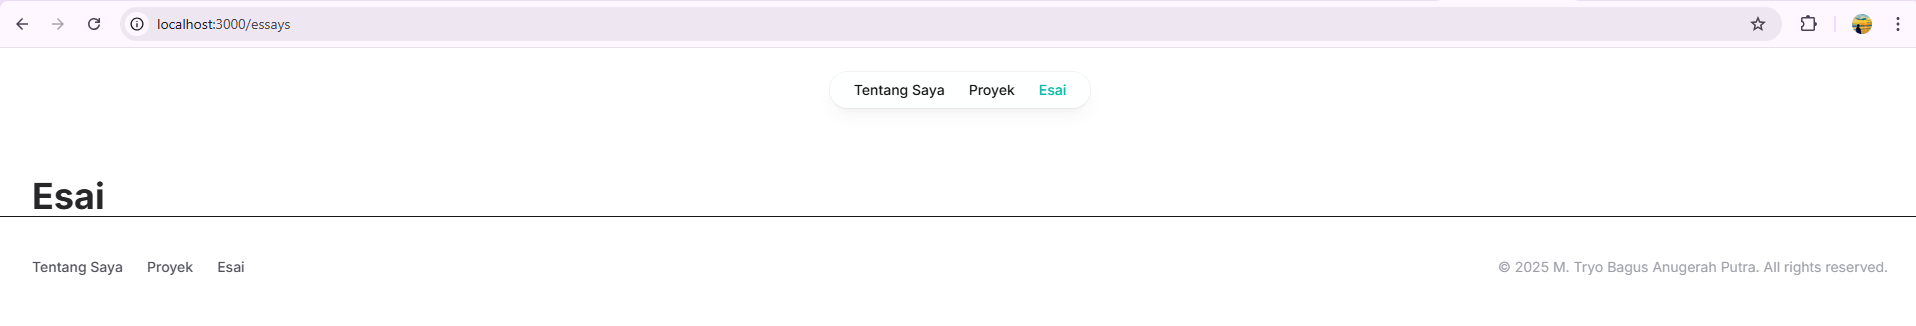 localhost:3000/essays
Tentang Saya Proyek Esai
Esai
Tentang Saya Proyek Esai
© 2025 M. Tryo Bagus Anugerah Putra. All rights reserved.